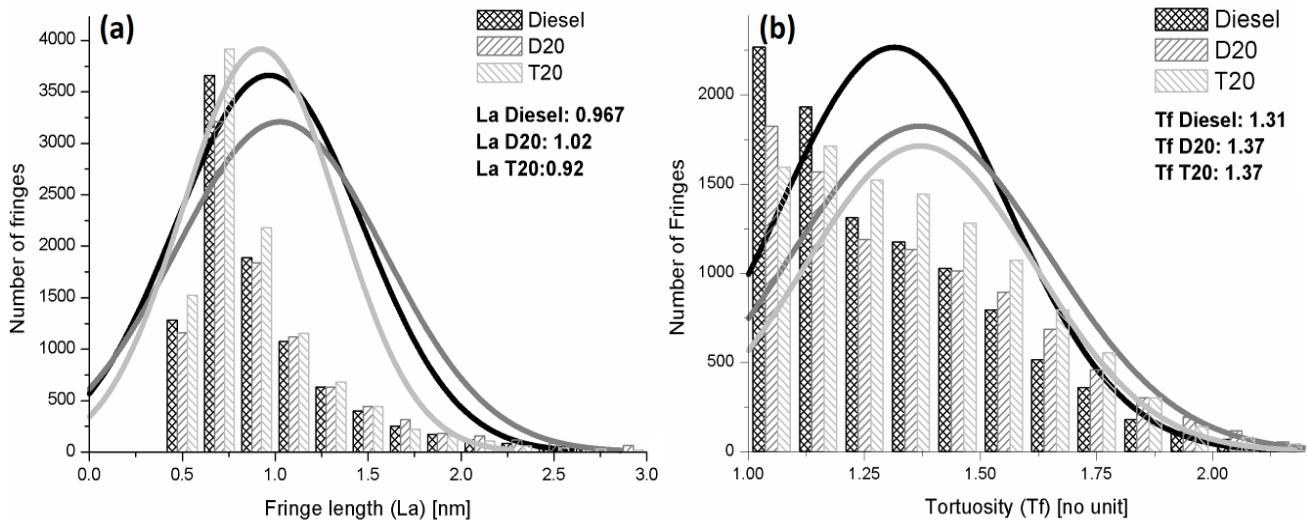 (a)
Diesel
D20
T20
La Diesel: 0.967
La D20: 1.02
La T20:0.92
Number of fringes
4000
3500
3000
2500
2000
1500
1000
500
0
0.0 0.5 1.0 1.5 2.0 2.5 3.0
Fringe length (La) [nm]
(b)
Diesel
D20
T20
Tf Diesel: 1.31
Tf D20: 1.37
Tf T20: 1.37
Number of Fringes
2000
1500
1000
500
0
1.00 1.25 1.50 1.75 2.00
Tortuosity (Tf) [no unit]